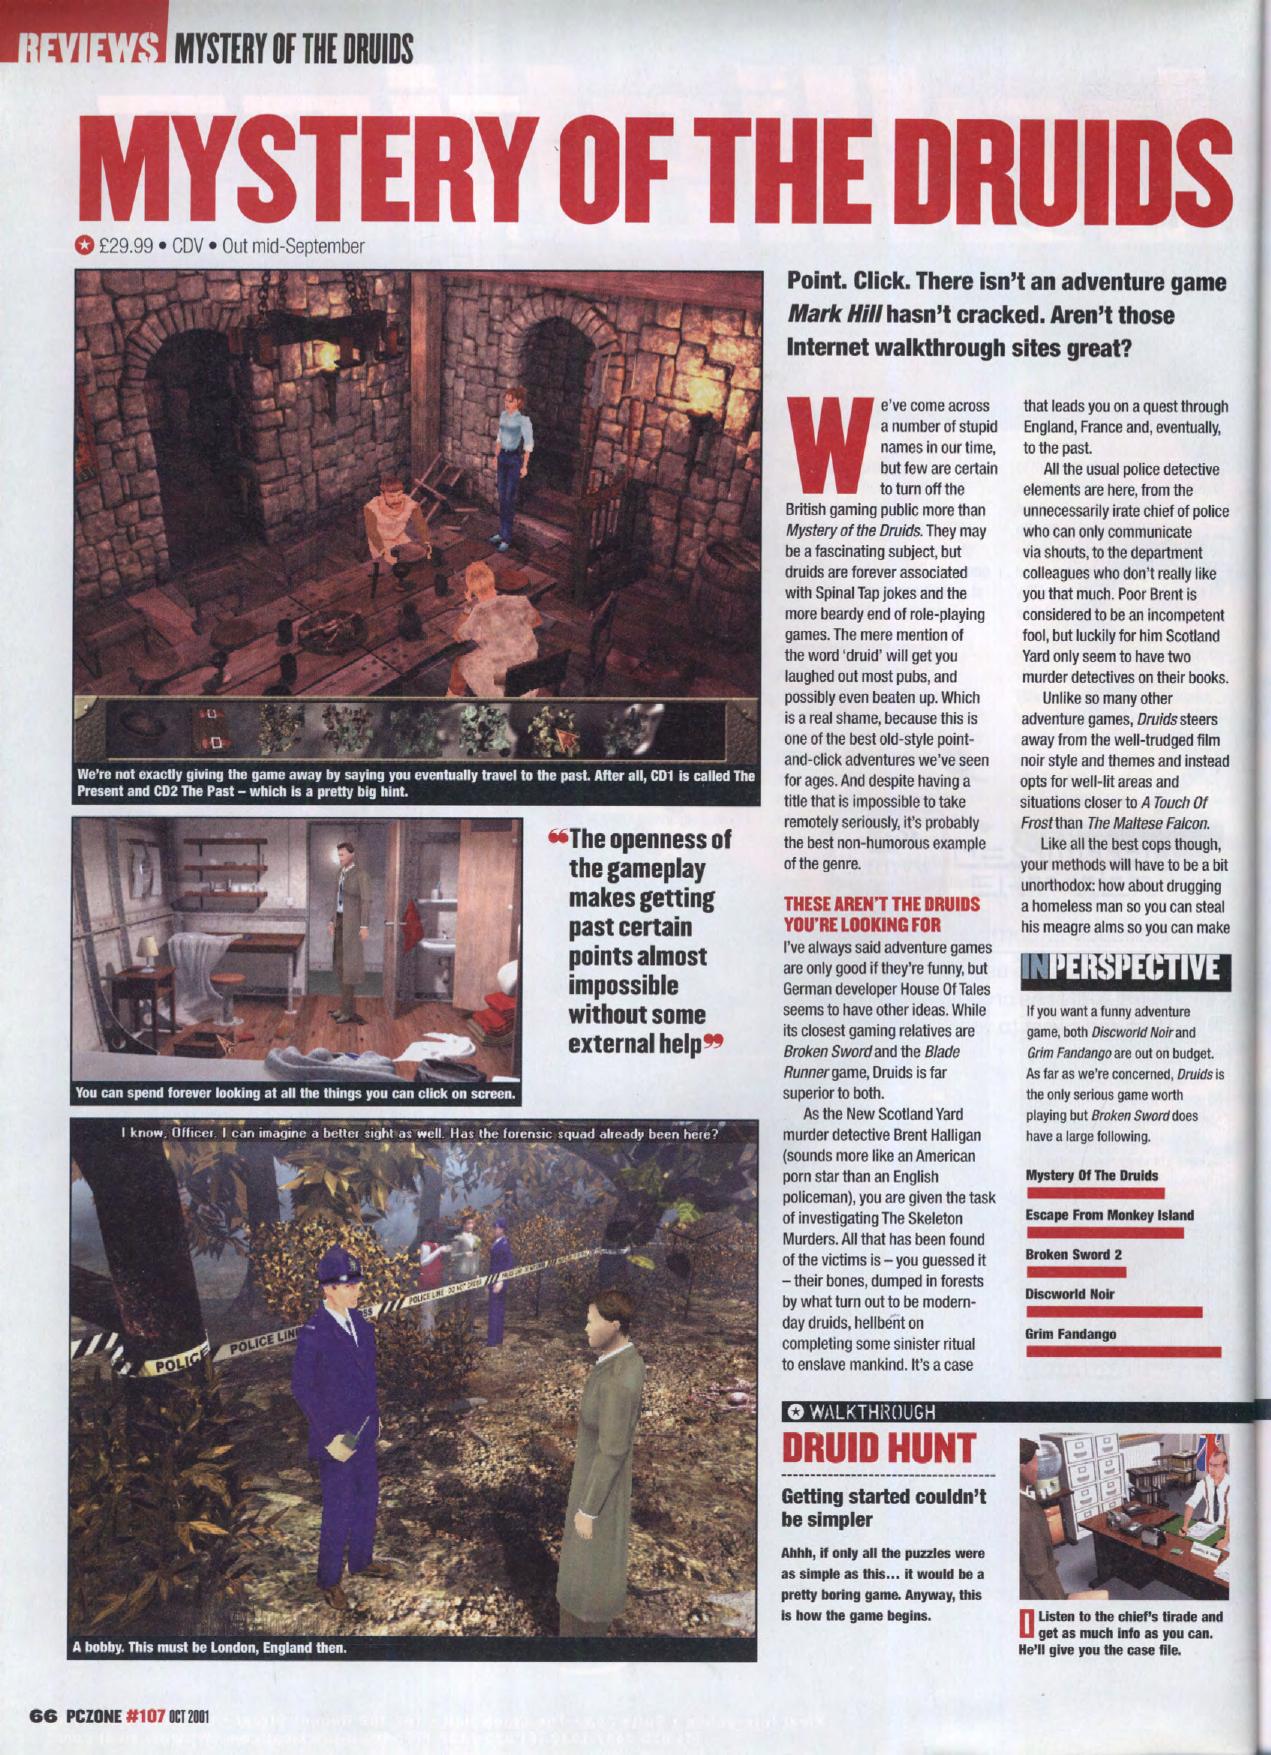 REVIEWS MYSTERY OF THE DRUIDS
MYSTERY OF THE DRUIDS
£29.99 • CDV • Out mid-September
We're not exactly giving the game away by saying you eventually travel to the past. After all, CD1 is called The
Present and CD2 The Past – which is a pretty big hint.
You can spend forever looking at all the things you can click on screen.
❝The openness of
the gameplay
makes getting
past certain
points almost
impossible
without some
external help❞
I know, Officer. I can imagine a better sight as well. Has the forensic squad already been here?
POLICE
POLICE LINE
POLICE LINE DO NOT CROSS
A bobby. This must be London, England then.
Point. Click. There isn't an adventure game
Mark Hill hasn't cracked. Aren't those
Internet walkthrough sites great?
We've come across
a number of stupid
names in our time,
but few are certain
to turn off the
British gaming public more than
Mystery of the Druids. They may
be a fascinating subject, but
druids are forever associated
with Spinal Tap jokes and the
more beardy end of role-playing
games. The mere mention of
the word 'druid' will get you
laughed out most pubs, and
possibly even beaten up. Which
is a real shame, because this is
one of the best old-style point-
and-click adventures we've seen
for ages. And despite having a
title that is impossible to take
remotely seriously, it's probably
the best non-humorous example
of the genre.
THESE AREN'T THE DRUIDS
YOU'RE LOOKING FOR
I've always said adventure games
are only good if they're funny, but
German developer House Of Tales
seems to have other ideas. While
its closest gaming relatives are
Broken Sword and the Blade
Runner game, Druids is far
superior to both.
As the New Scotland Yard
murder detective Brent Halligan
(sounds more like an American
porn star than an English
policeman), you are given the task
of investigating The Skeleton
Murders. All that has been found
of the victims is – you guessed it
– their bones, dumped in forests
by what turn out to be modern-
day druids, hellbent on
completing some sinister ritual
to enslave mankind. It's a case
that leads you on a quest through
England, France and, eventually,
to the past.
All the usual police detective
elements are here, from the
unnecessarily irate chief of police
who can only communicate
via shouts, to the department
colleagues who don't really like
you that much. Poor Brent is
considered to be an incompetent
fool, but luckily for him Scotland
Yard only seem to have two
murder detectives on their books.
Unlike so many other
adventure games, Druids steers
away from the well-trudged film
noir style and themes and instead
opts for well-lit areas and
situations closer to A Touch Of
Frost than The Maltese Falcon.
Like all the best cops though,
your methods will have to be a bit
unorthodox: how about drugging
a homeless man so you can steal
his meagre alms so you can make
INPERSPECTIVE
If you want a funny adventure
game, both Discworld Noir and
Grim Fandango are out on budget.
As far as we're concerned, Druids is
the only serious game worth
playing but Broken Sword does
have a large following.
Mystery Of The Druids
Escape From Monkey Island
Broken Sword 2
Discworld Noir
Grim Fandango
WALKTHROUGH
DRUID HUNT
Getting started couldn't
be simpler
Ahhh, if only all the puzzles were
as simple as this... it would be a
pretty boring game. Anyway, this
is how the game begins.
Listen to the chief's tirade and
get as much info as you can.
He'll give you the case file.
66 PCZONE #107 OCT 2001